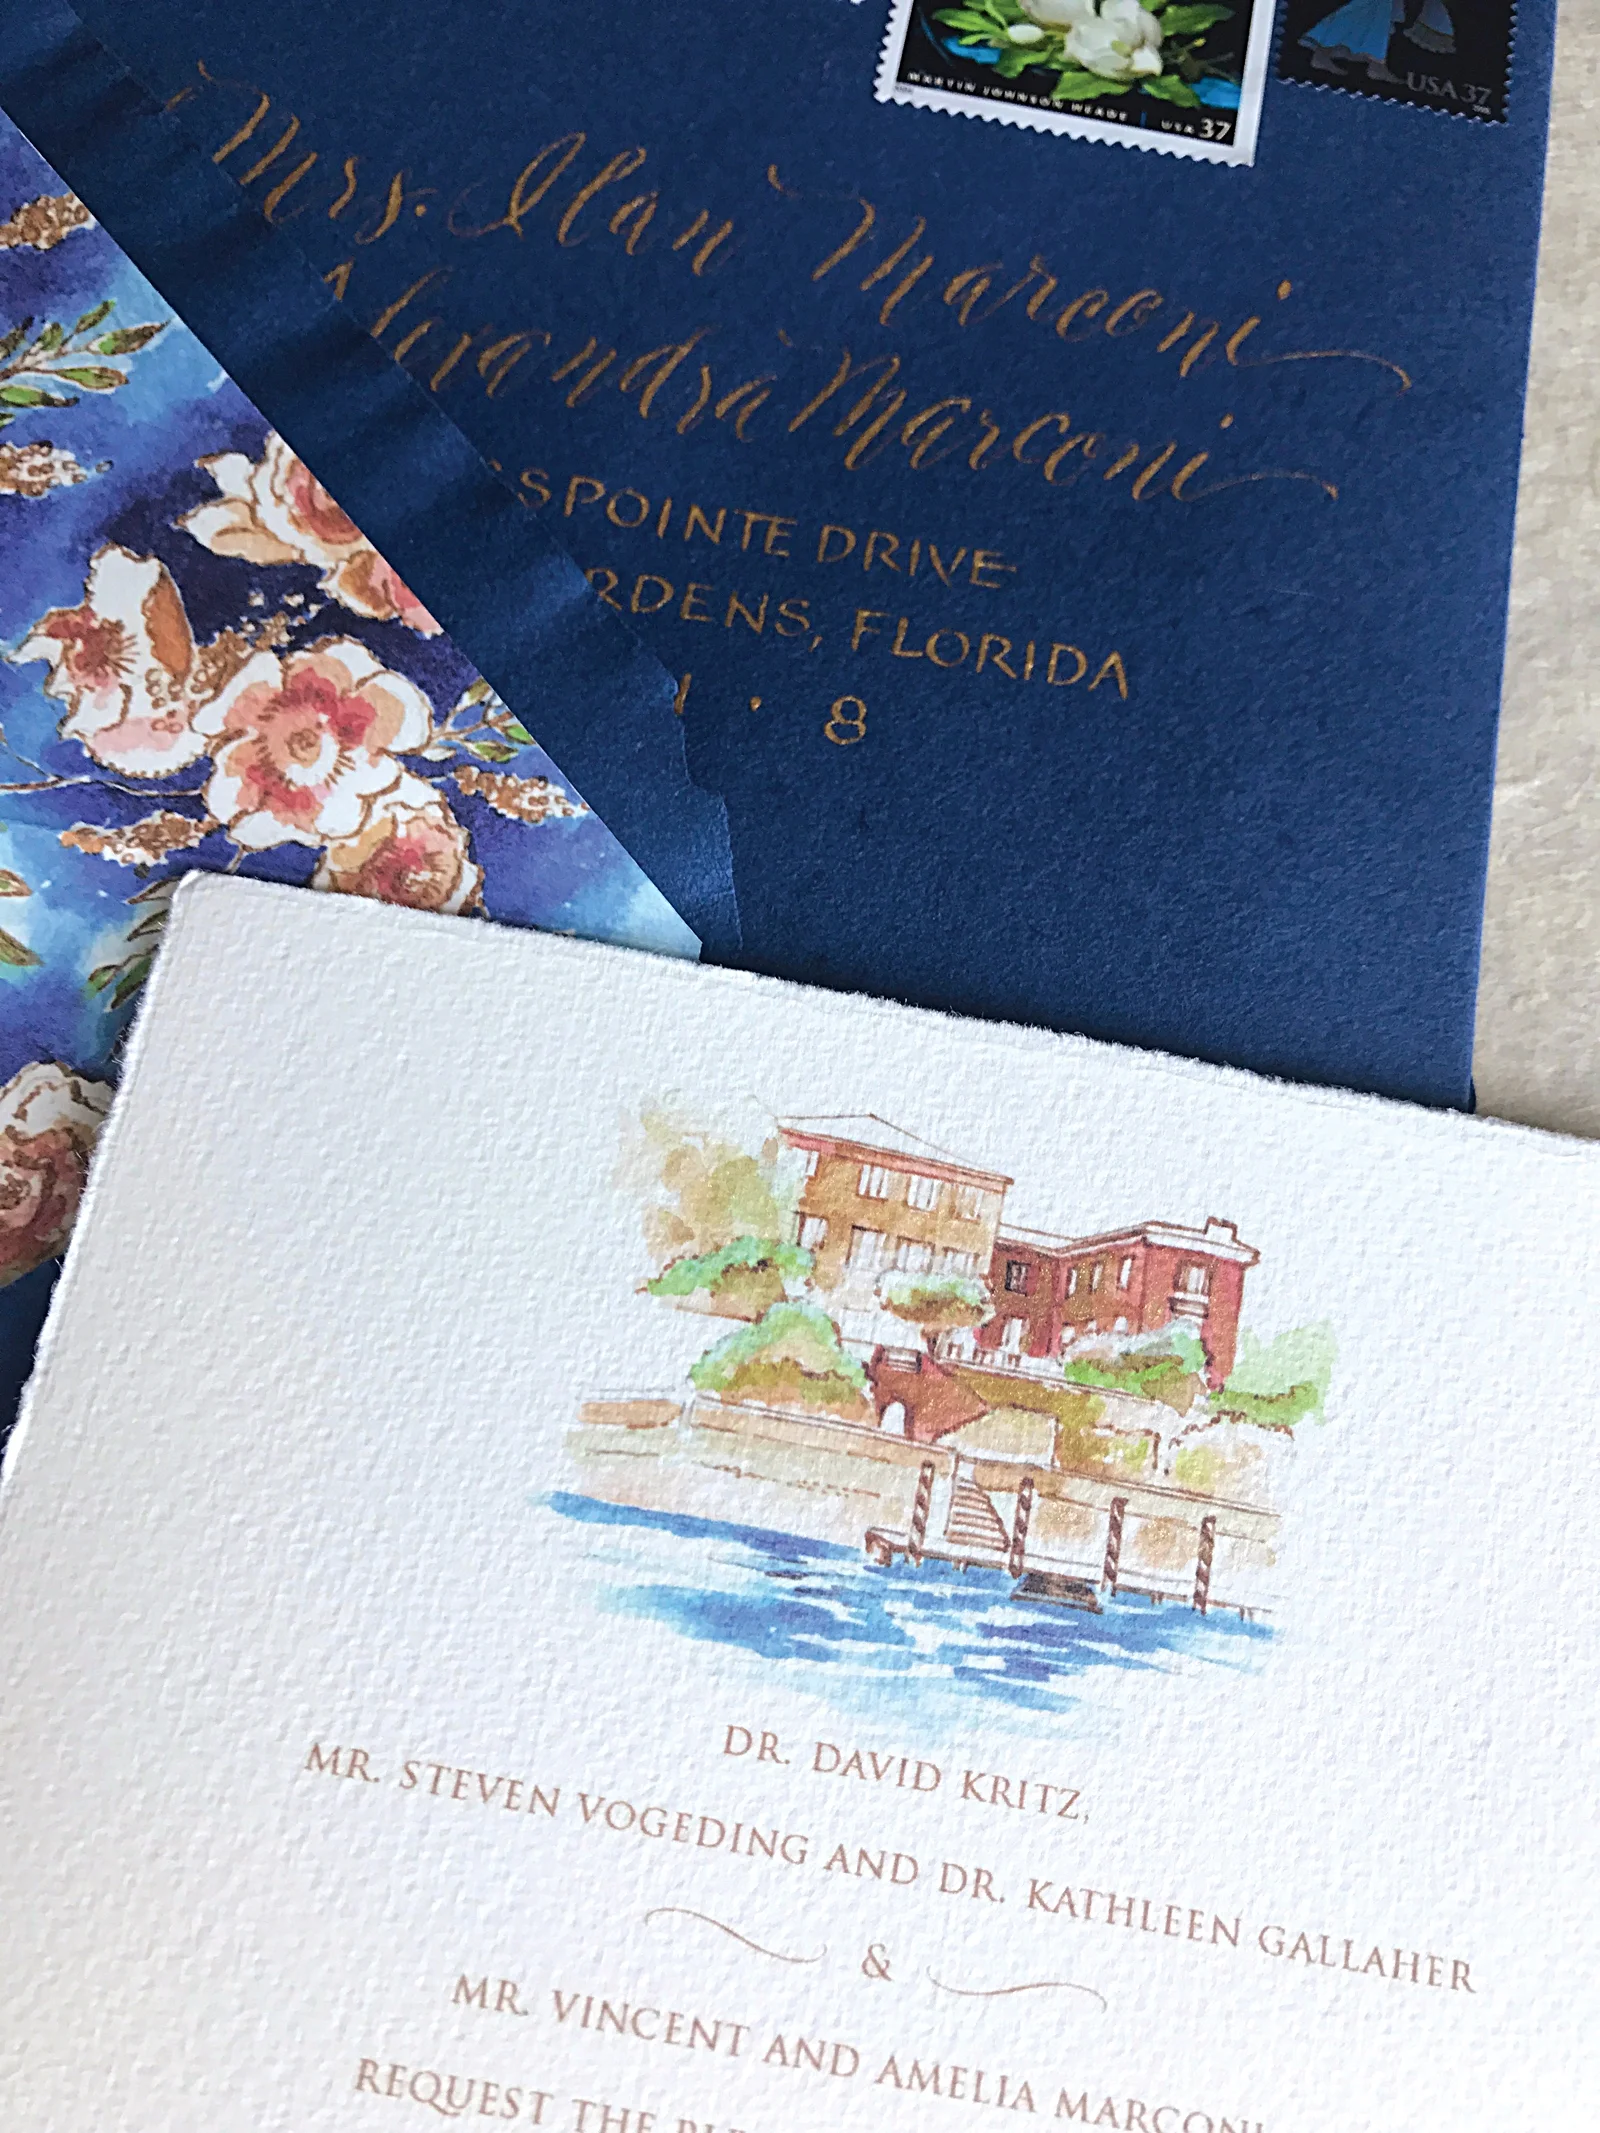 MARTIN JOHNSON HEADE USA 37
USA 37
Mrs. Ilan Marconi
Alexandra Marconi
SPOINTE DRIVE
RDENS, FLORIDA
1 · 8
DR. DAVID KRITZ,
MR. STEVEN VOGEDING AND DR. KATHLEEN GALLAHER
&
MR. VINCENT AND AMELIA MARCONI
REQUEST THE